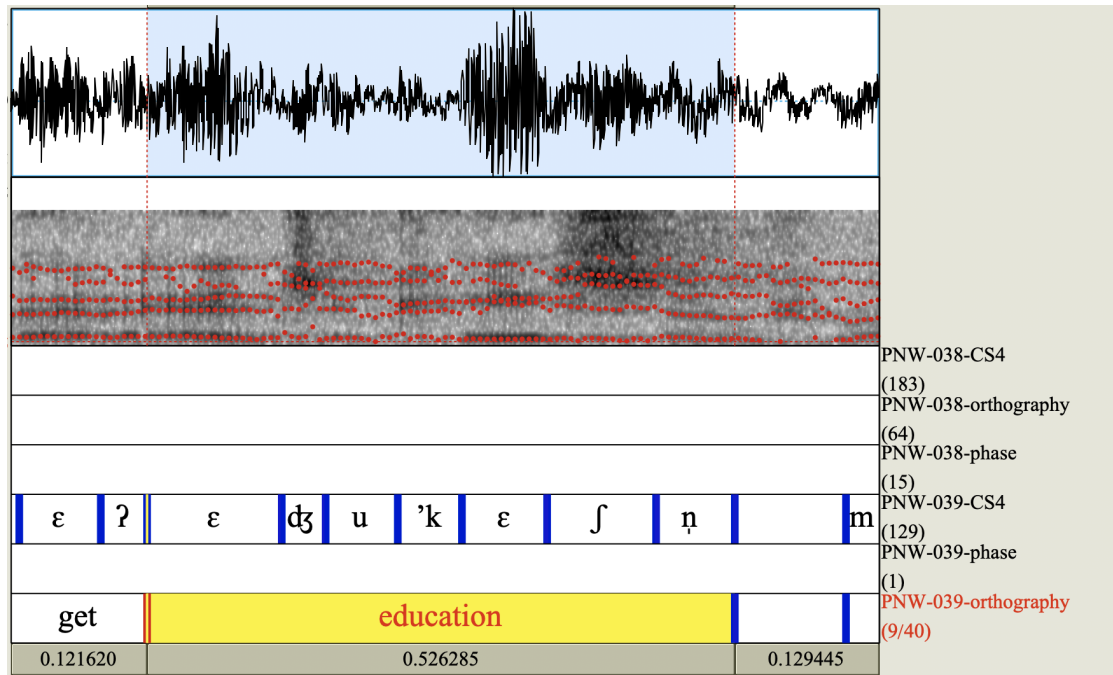 PNW-038-CS4
(183)
PNW-038-orthography
(64)
PNW-038-phase
(15)
ɛ ʔ ɛ ʤ u ’k ɛ ʃ n̩ m
PNW-039-CS4
(129)
PNW-039-phase
(1)
get education
PNW-039-orthography
(9/40)
0.121620 0.526285 0.129445